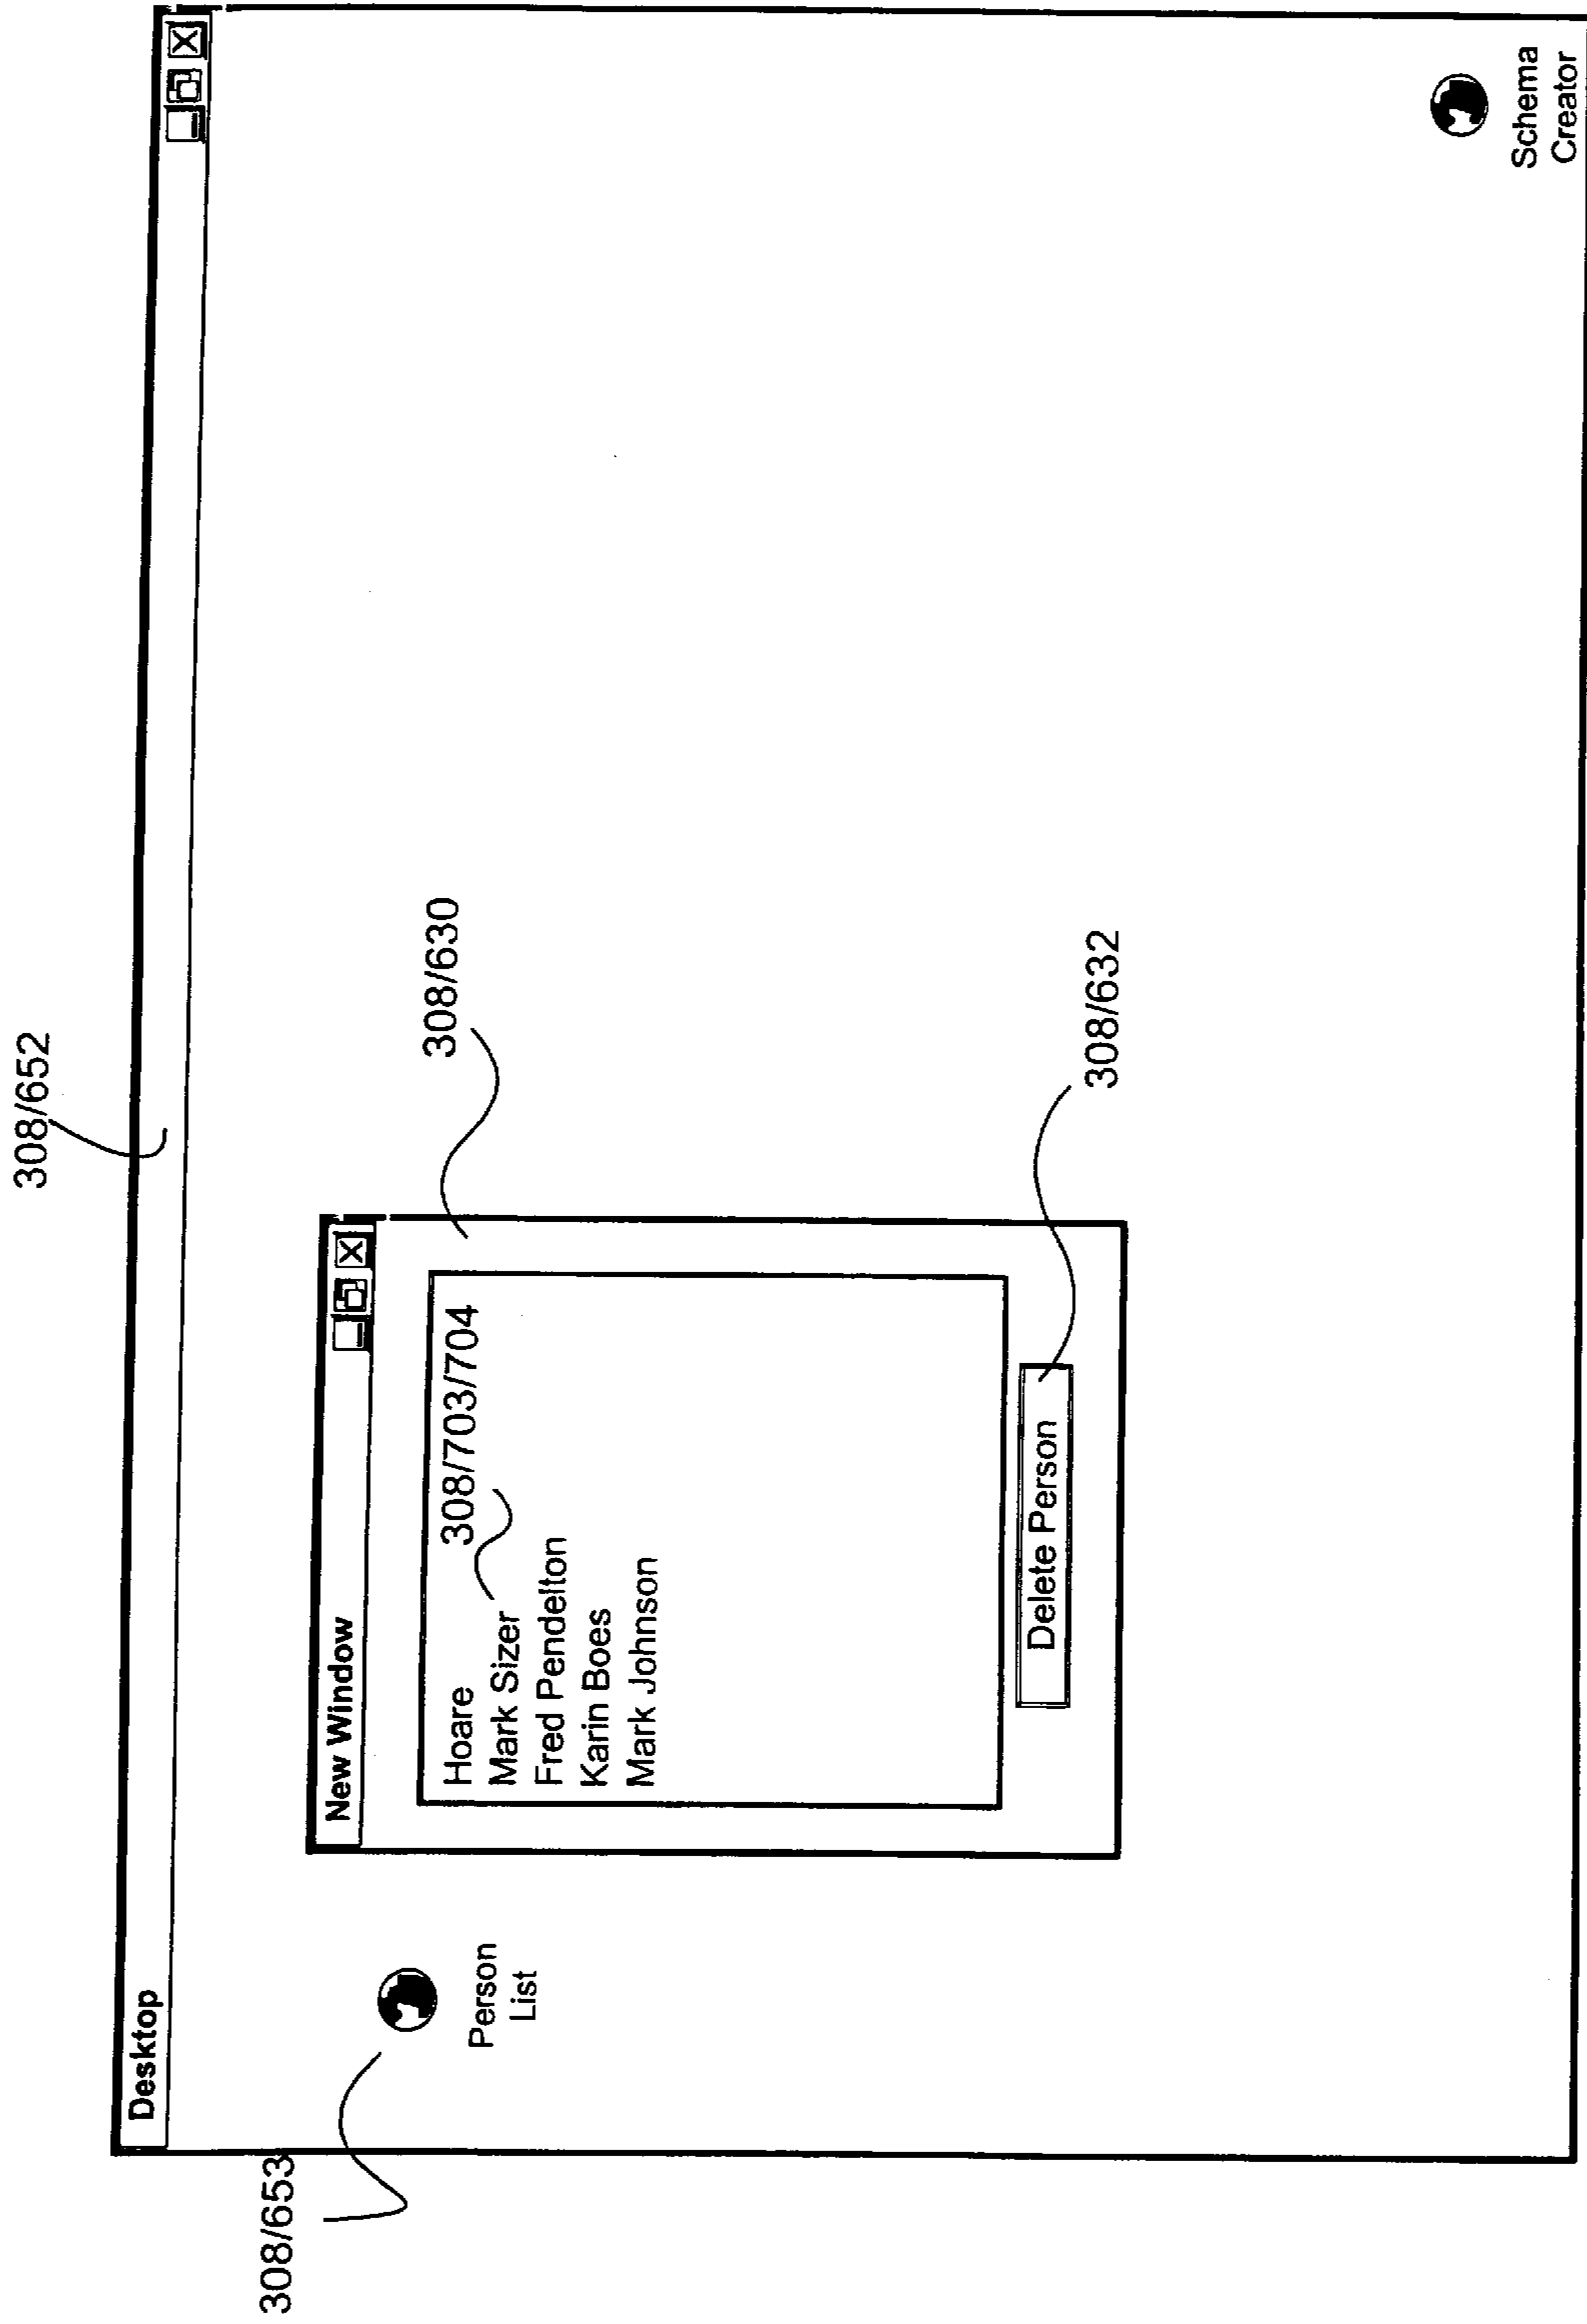 308/652
Desktop
308/653
Person
List
New Window
308/630
Hoare
308/703/704
Mark Sizer
Fred Pendelton
Karin Boes
Mark Johnson
Delete Person
308/632
Schema
Creator